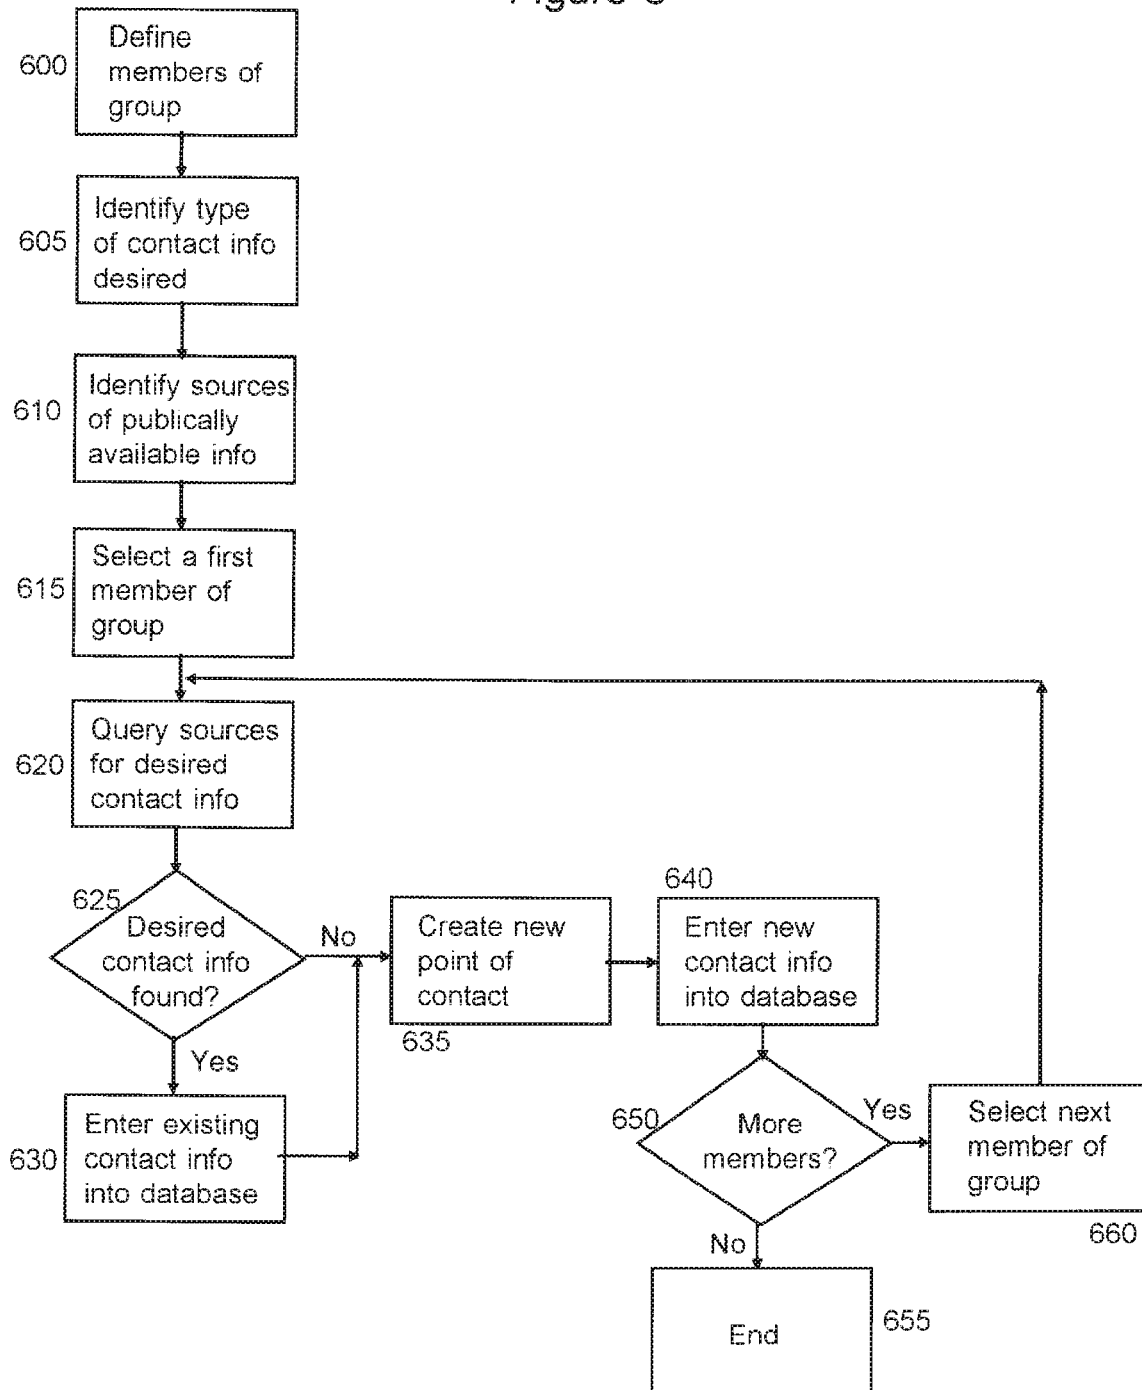 Define
members of
group
600
Identify type
of contact info
desired
605
Identify sources
of publically
available info
610
Select a first
member of
group
615
Query sources
for desired
contact info
620
625
Desired
contact info
found?
No
Yes
Enter existing
contact info
into database
630
Create new
point of
contact
635
640
Enter new
contact info
into database
650
More
members?
Yes
No
Select next
member of
group
660
End
655